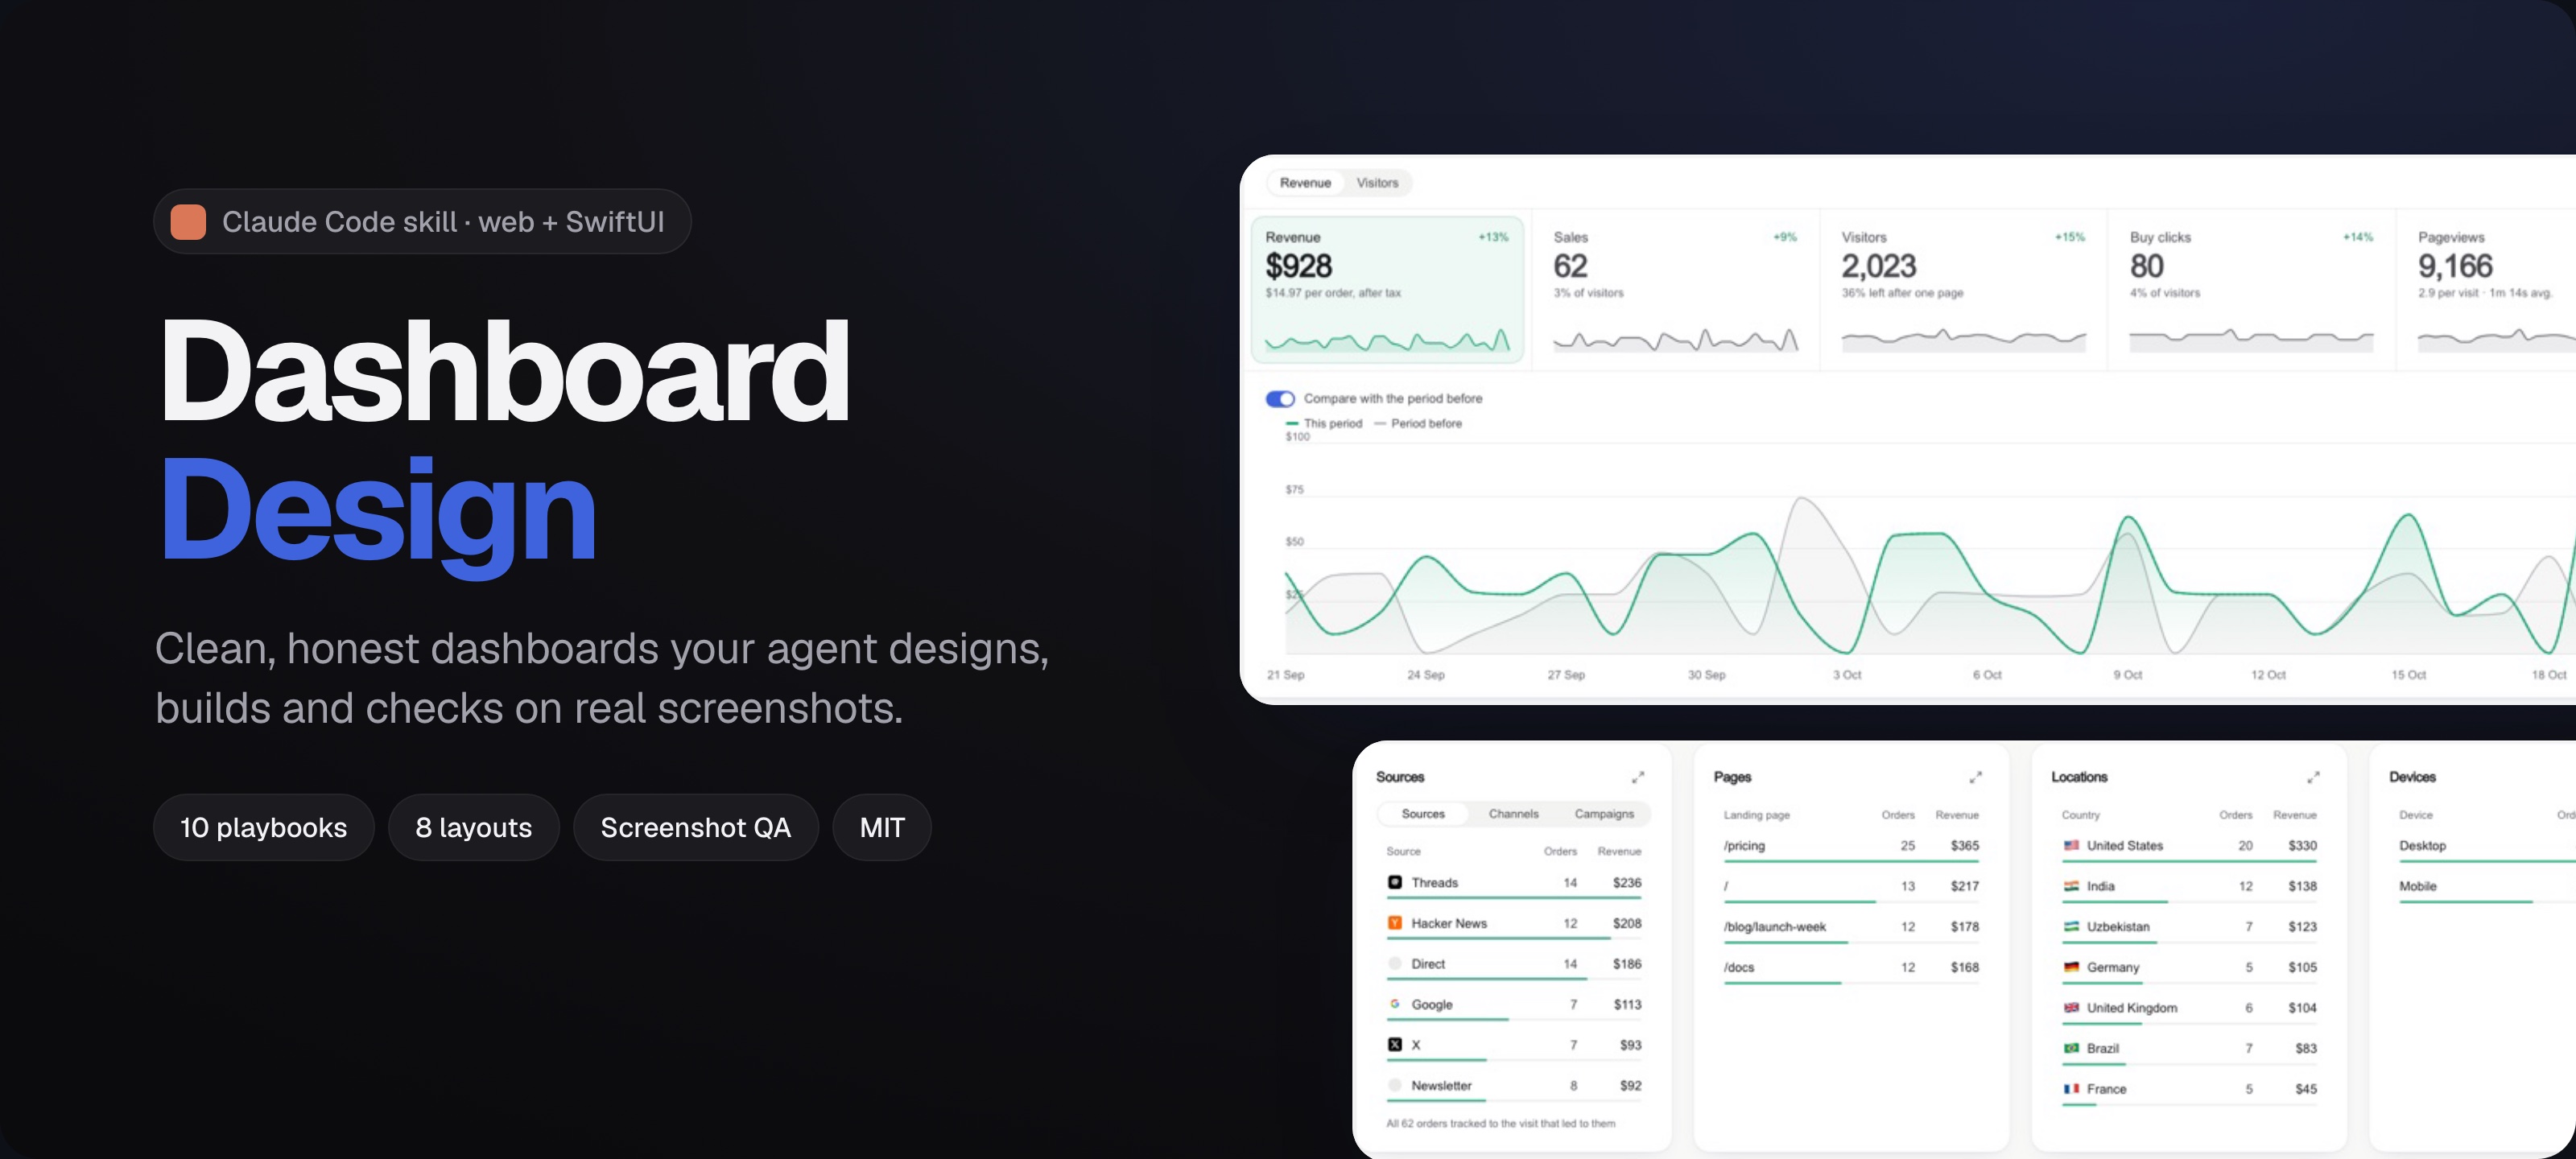 Claude Code skill · web + SwiftUI
Dashboard
Design
Clean, honest dashboards your agent designs,
builds and checks on real screenshots.
10 playbooks 8 layouts Screenshot QA MIT
Revenue Visitors
Revenue +13% Sales +9% Visitors +15% Buy clicks +14% Pageviews
$928 62 2,023 80 9,166
$14.97 per order, after tax 3% of visitors 36% left after one page 4% of visitors 2.9 per visit · 1m 14s avg.
Compare with the period before
This period Period before
$100
$75
$50
$25
21 Sep 24 Sep 27 Sep 30 Sep 3 Oct 6 Oct 9 Oct 12 Oct 15 Oct 18 Oct
Sources
Sources Channels Campaigns
Source Orders Revenue
Threads 14 $236
Hacker News 12 $208
Direct 14 $186
Google 7 $113
X 7 $93
Newsletter 8 $92
All 62 orders tracked to the visit that led to them
Pages
Landing page Orders Revenue
/pricing 25 $365
/ 13 $217
/blog/launch-week 12 $178
/docs 12 $168
Locations
Country Orders Revenue
United States 20 $330
India 12 $138
Uzbekistan 7 $123
Germany 5 $105
United Kingdom 6 $104
Brazil 7 $83
France 5 $45
Devices
Device
Desktop
Mobile